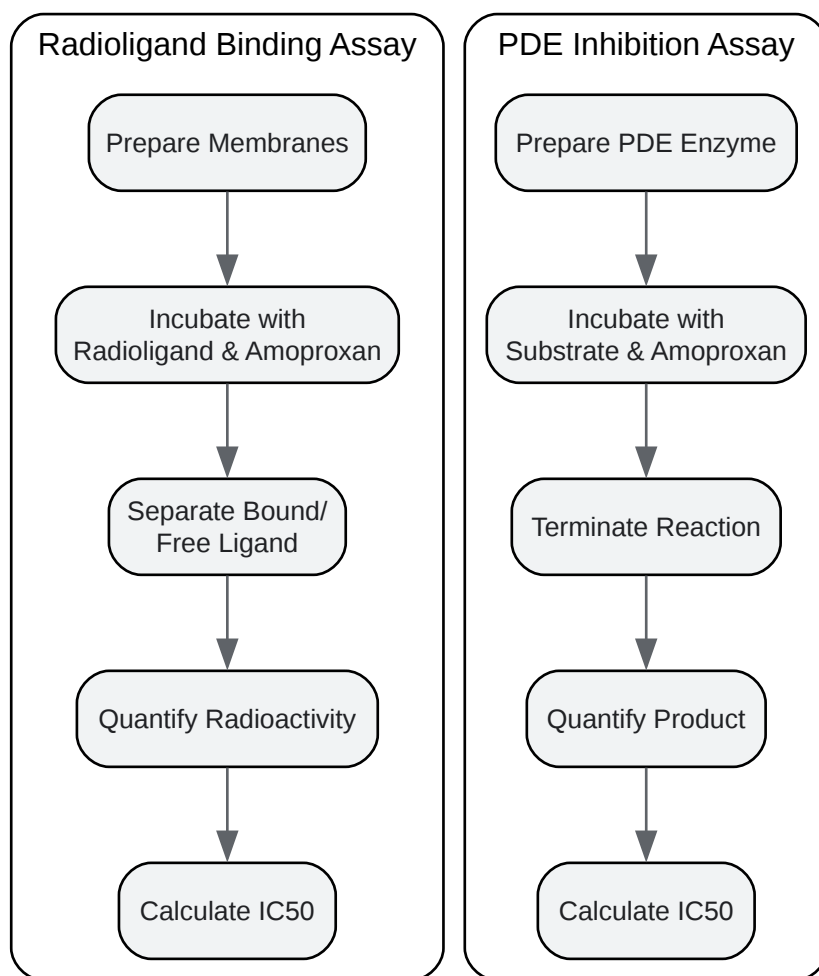 Radioligand Binding Assay
Prepare Membranes
Incubate with
Radioligand & Amoproxan
Separate Bound/
Free Ligand
Quantify Radioactivity
Calculate IC50
PDE Inhibition Assay
Prepare PDE Enzyme
Incubate with
Substrate & Amoproxan
Terminate Reaction
Quantify Product
Calculate IC50